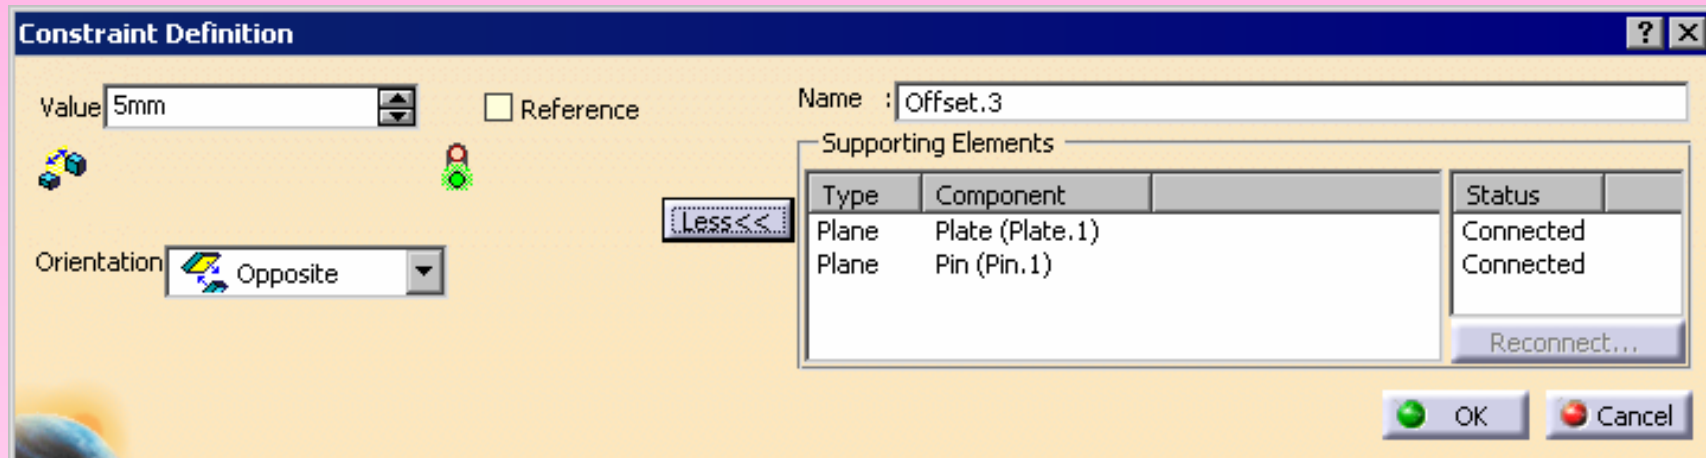 Constraint Definition
Value 5mm
Reference
Name : Offset.3
Supporting Elements
Type Component Status
Plane Plate (Plate.1) Connected
Plane Pin (Pin.1) Connected
Less<<
Orientation Opposite
Reconnect...
OK Cancel